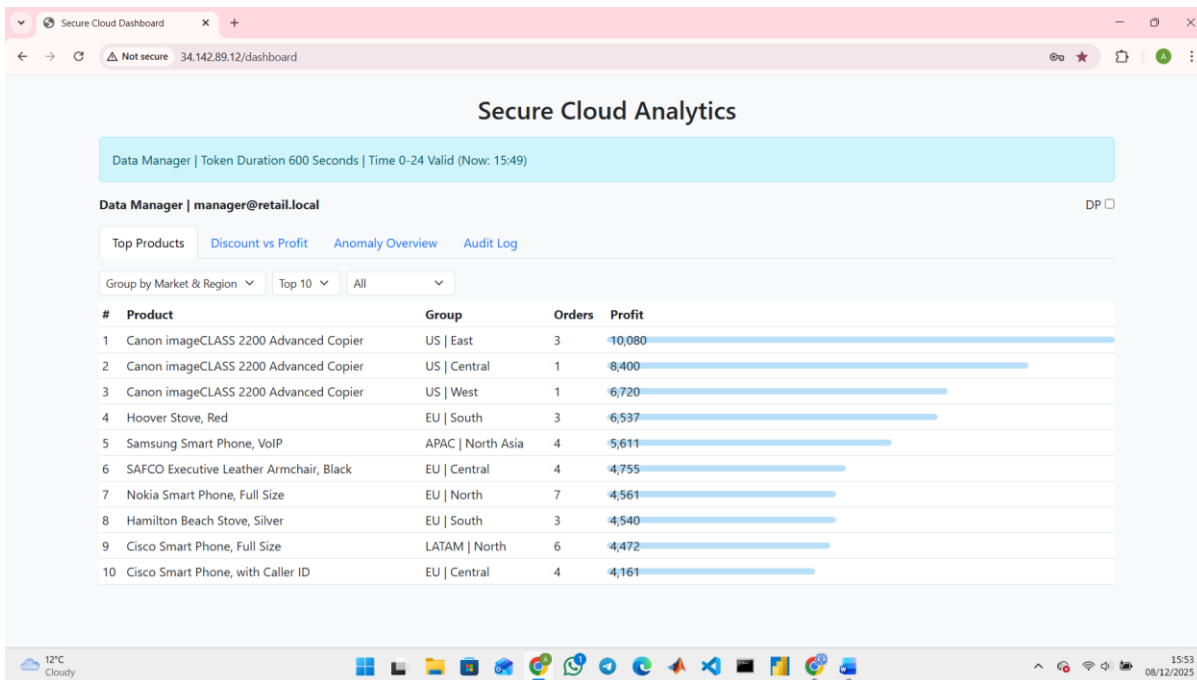 Secure Cloud Dashboard
Not secure 34.142.89.12/dashboard A
Secure Cloud Analytics
Data Manager | Token Duration 600 Seconds | Time 0-24 Valid (Now: 15:49)
Data Manager | manager@retail.local DP
Top Products Discount vs Profit Anomaly Overview Audit Log
Group by Market & Region Top 10 All
# Product Group Orders Profit
1 Canon imageCLASS 2200 Advanced Copier US | East 3 10,080
2 Canon imageCLASS 2200 Advanced Copier US | Central 1 8,400
3 Canon imageCLASS 2200 Advanced Copier US | West 1 6,720
4 Hoover Stove, Red EU | South 3 6,537
5 Samsung Smart Phone, VoIP APAC | North Asia 4 5,611
6 SAFCO Executive Leather Armchair, Black EU | Central 4 4,755
7 Nokia Smart Phone, Full Size EU | North 7 4,561
8 Hamilton Beach Stove, Silver EU | South 3 4,540
9 Cisco Smart Phone, Full Size LATAM | North 6 4,472
10 Cisco Smart Phone, with Caller ID EU | Central 4 4,161
12°C
Cloudy
15:53
08/12/2025